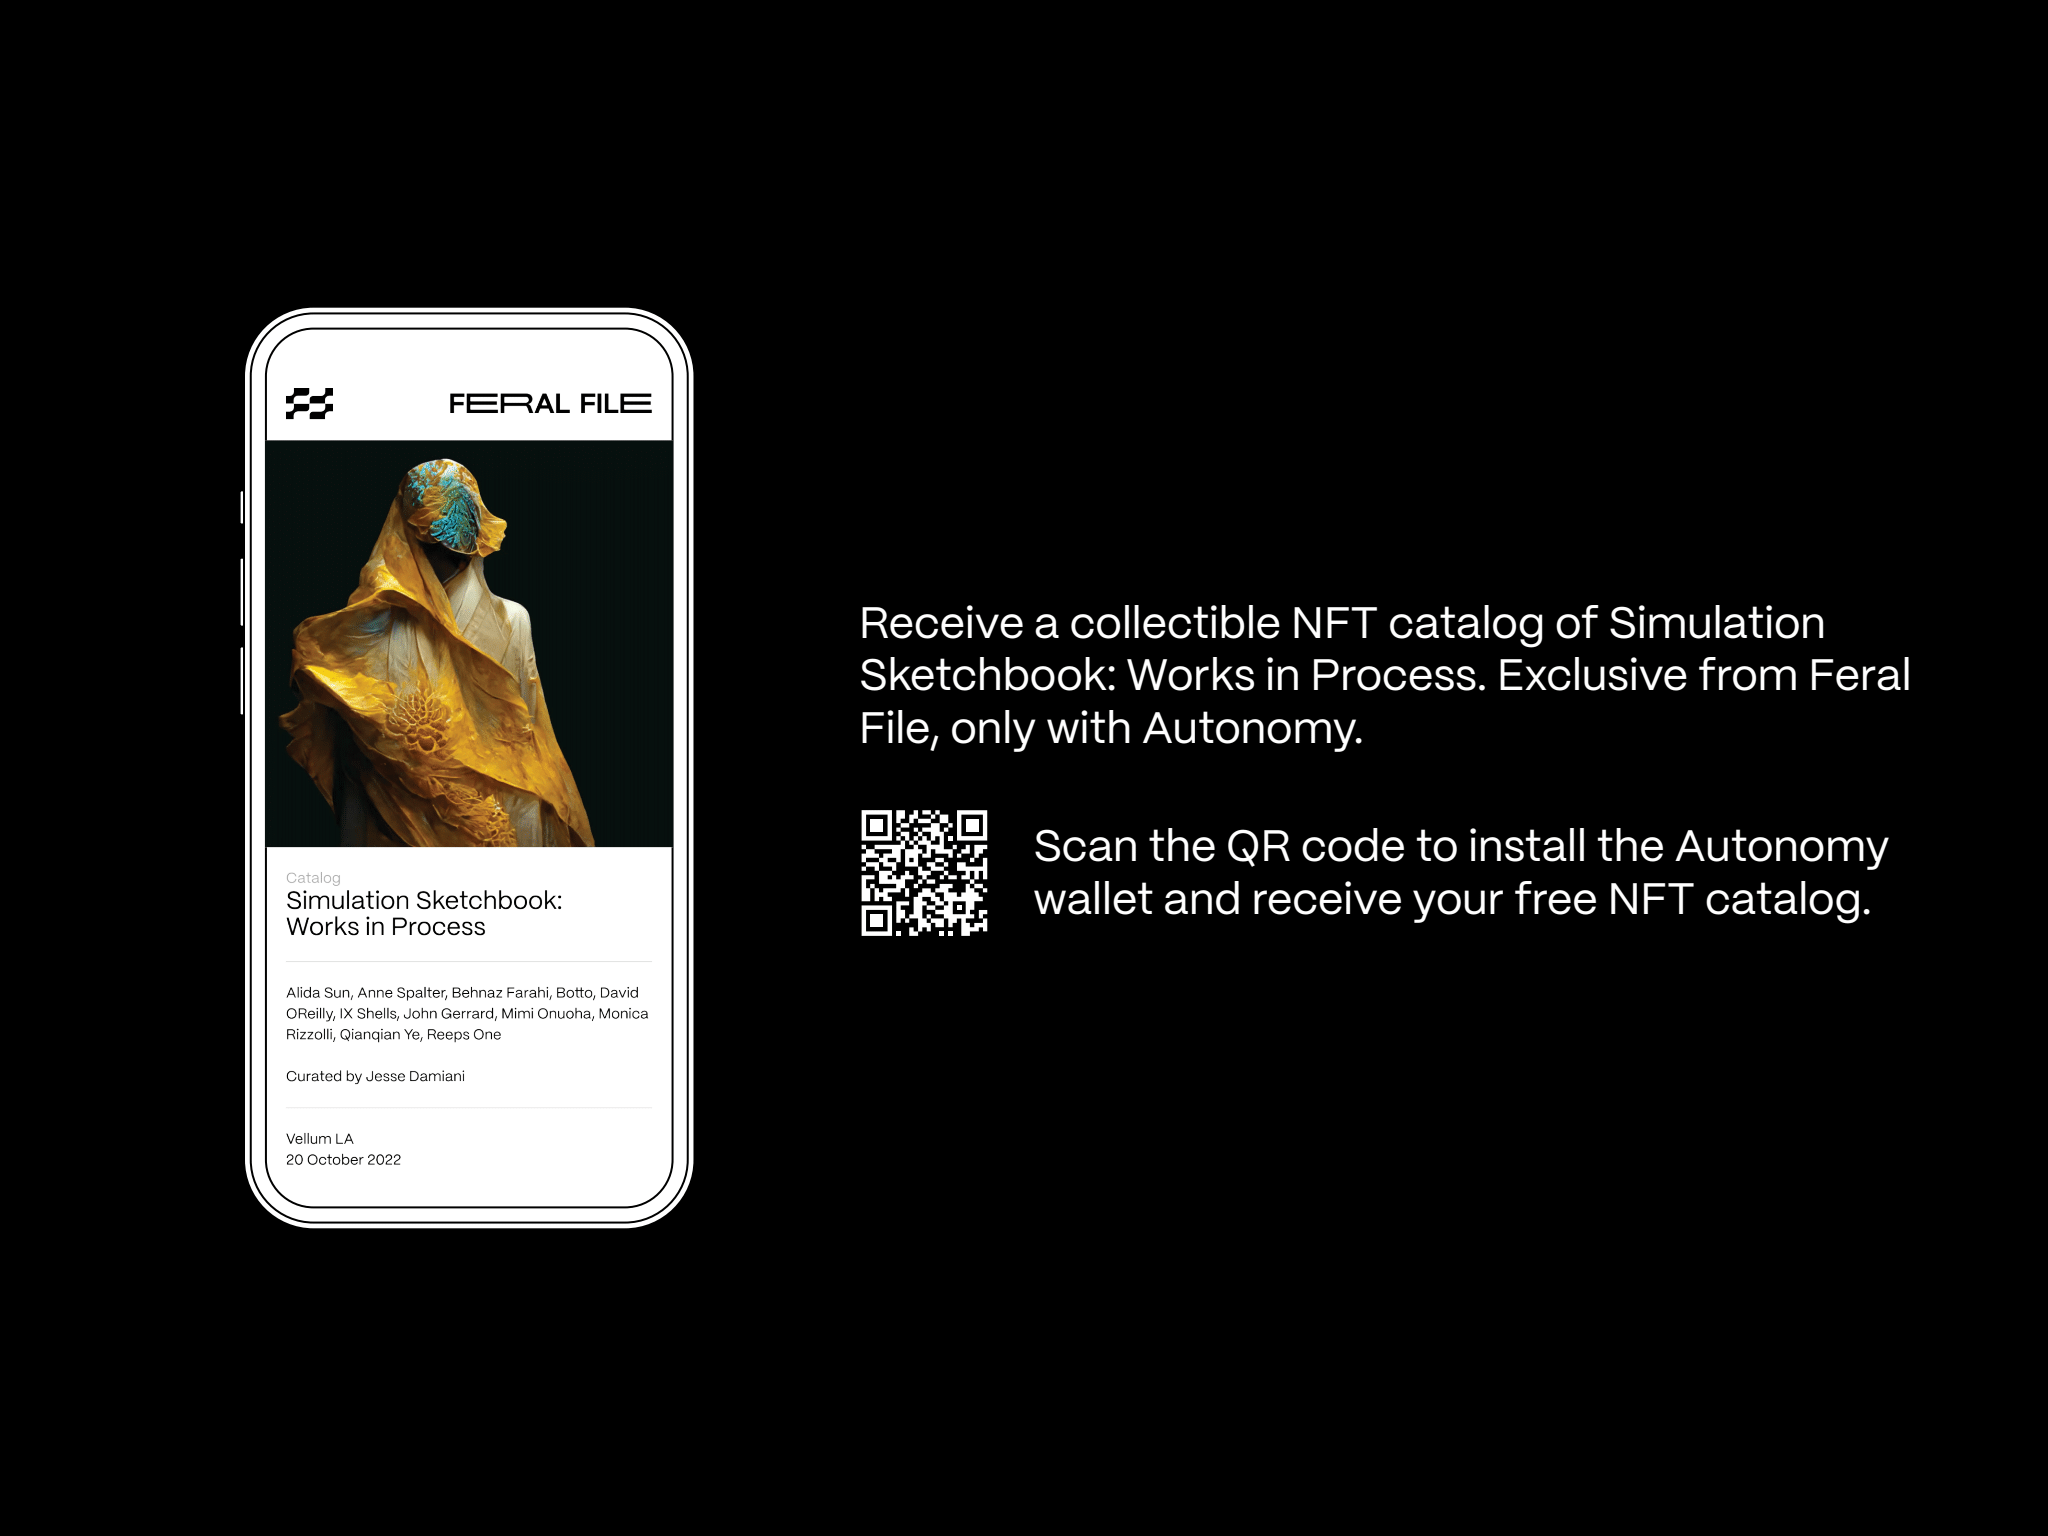 FERAL FILE
Catalog
Simulation Sketchbook:
Works in Process
Alida Sun, Anne Spalter, Behnaz Farahi, Botto, David
OReilly, IX Shells, John Gerrard, Mimi Onuoha, Monica
Rizzolli, Qianqian Ye, Reeps One
Curated by Jesse Damiani
Vellum LA
20 October 2022
Receive a collectible NFT catalog of Simulation
Sketchbook: Works in Process. Exclusive from Feral
File, only with Autonomy.
Scan the QR code to install the Autonomy
wallet and receive your free NFT catalog.